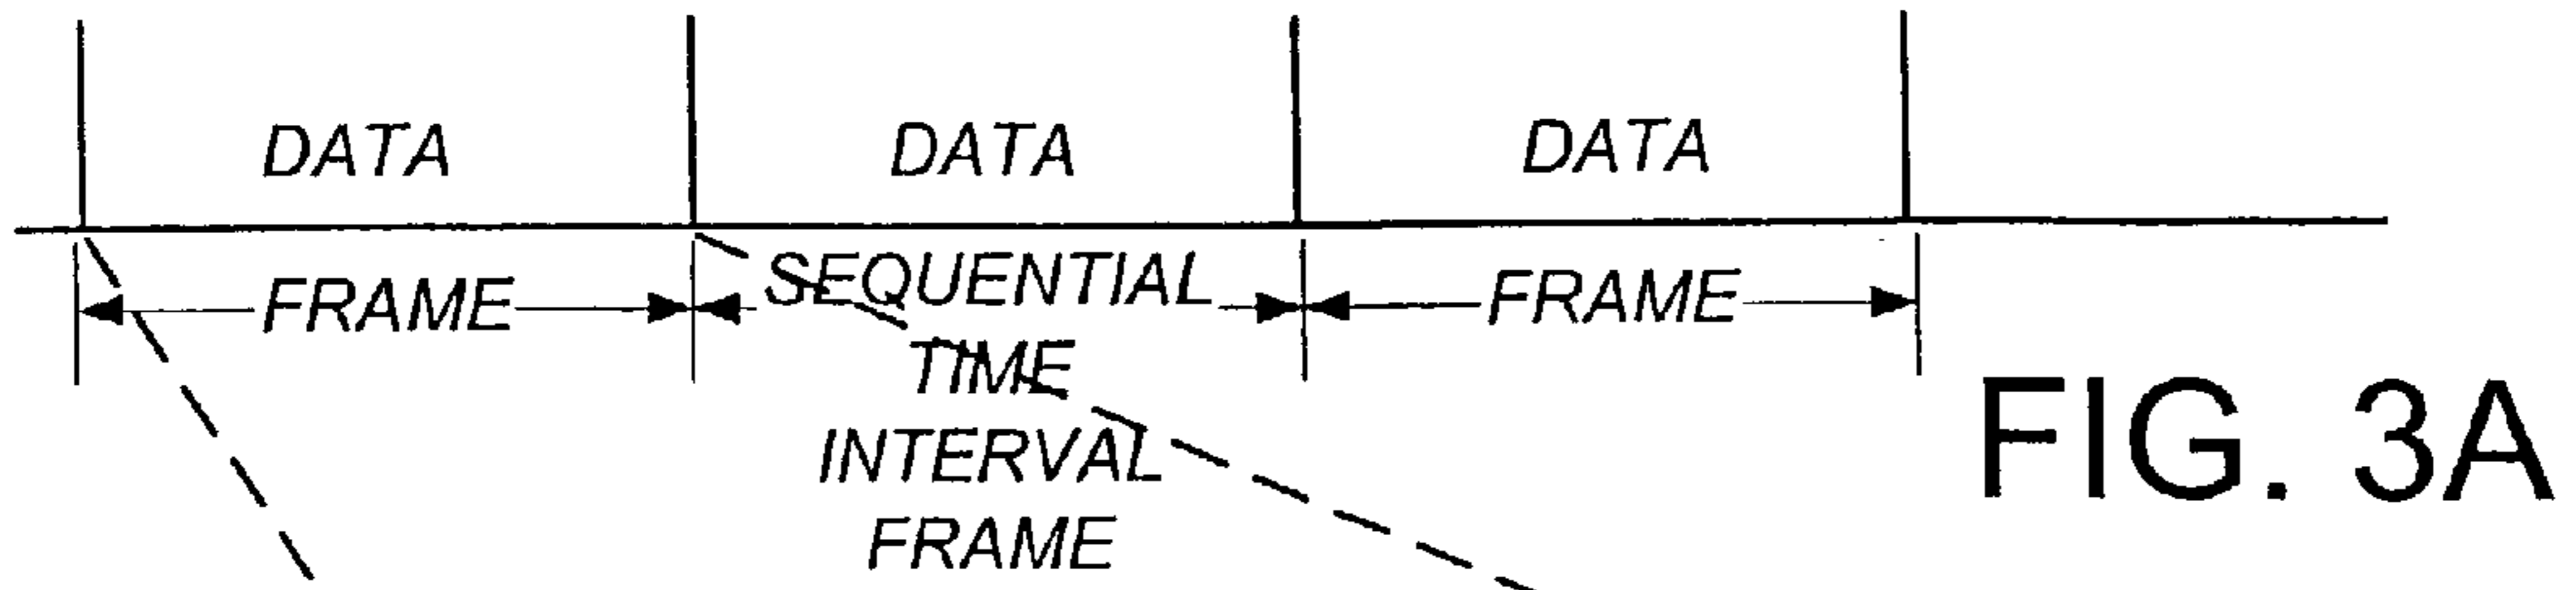 DATA DATA DATA
FRAME SEQUENTIAL FRAME
TIME
INTERVAL
FRAME
FIG. 3A